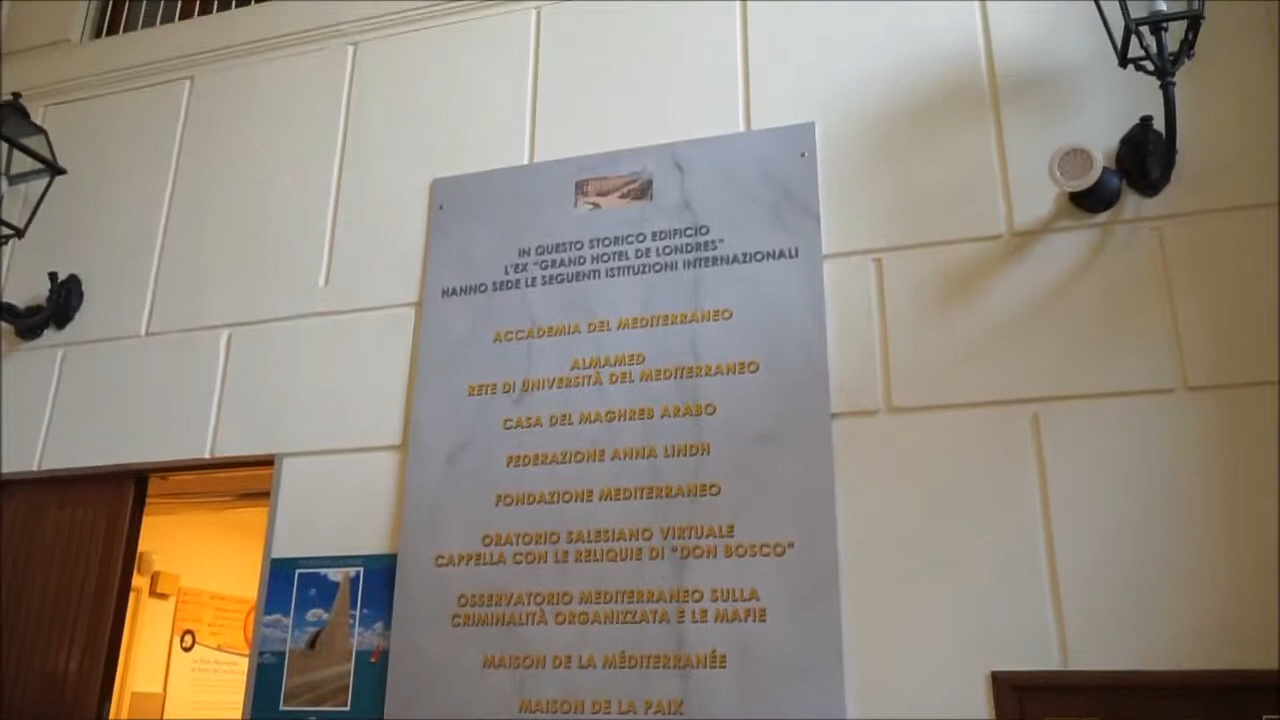 IN QUESTO STORICO EDIFICIO
L'EX "GRAND HOTEL DE LONDRES"
HANNO SEDE LE SEGUENTI ISTITUZIONI INTERNAZIONALI
ACCADEMIA DEL MEDITERRANEO
ALMAMED
RETE DI UNIVERSITÀ DEL MEDITERRANEO
CASA DEL MAGHREB ARABO
FEDERAZIONE ANNA LINDH
FONDAZIONE MEDITERRANEO
ORATORIO SALESIANO VIRTUALE
CAPPELLA CON LE RELIQUIE DI "DON BOSCO"
OSSERVATORIO MEDITERRANEO SULLA
CRIMINALITÀ ORGANIZZATA E LE MAFIE
MAISON DE LA MÉDITERRANÉE
MAISON DE LA PAIX